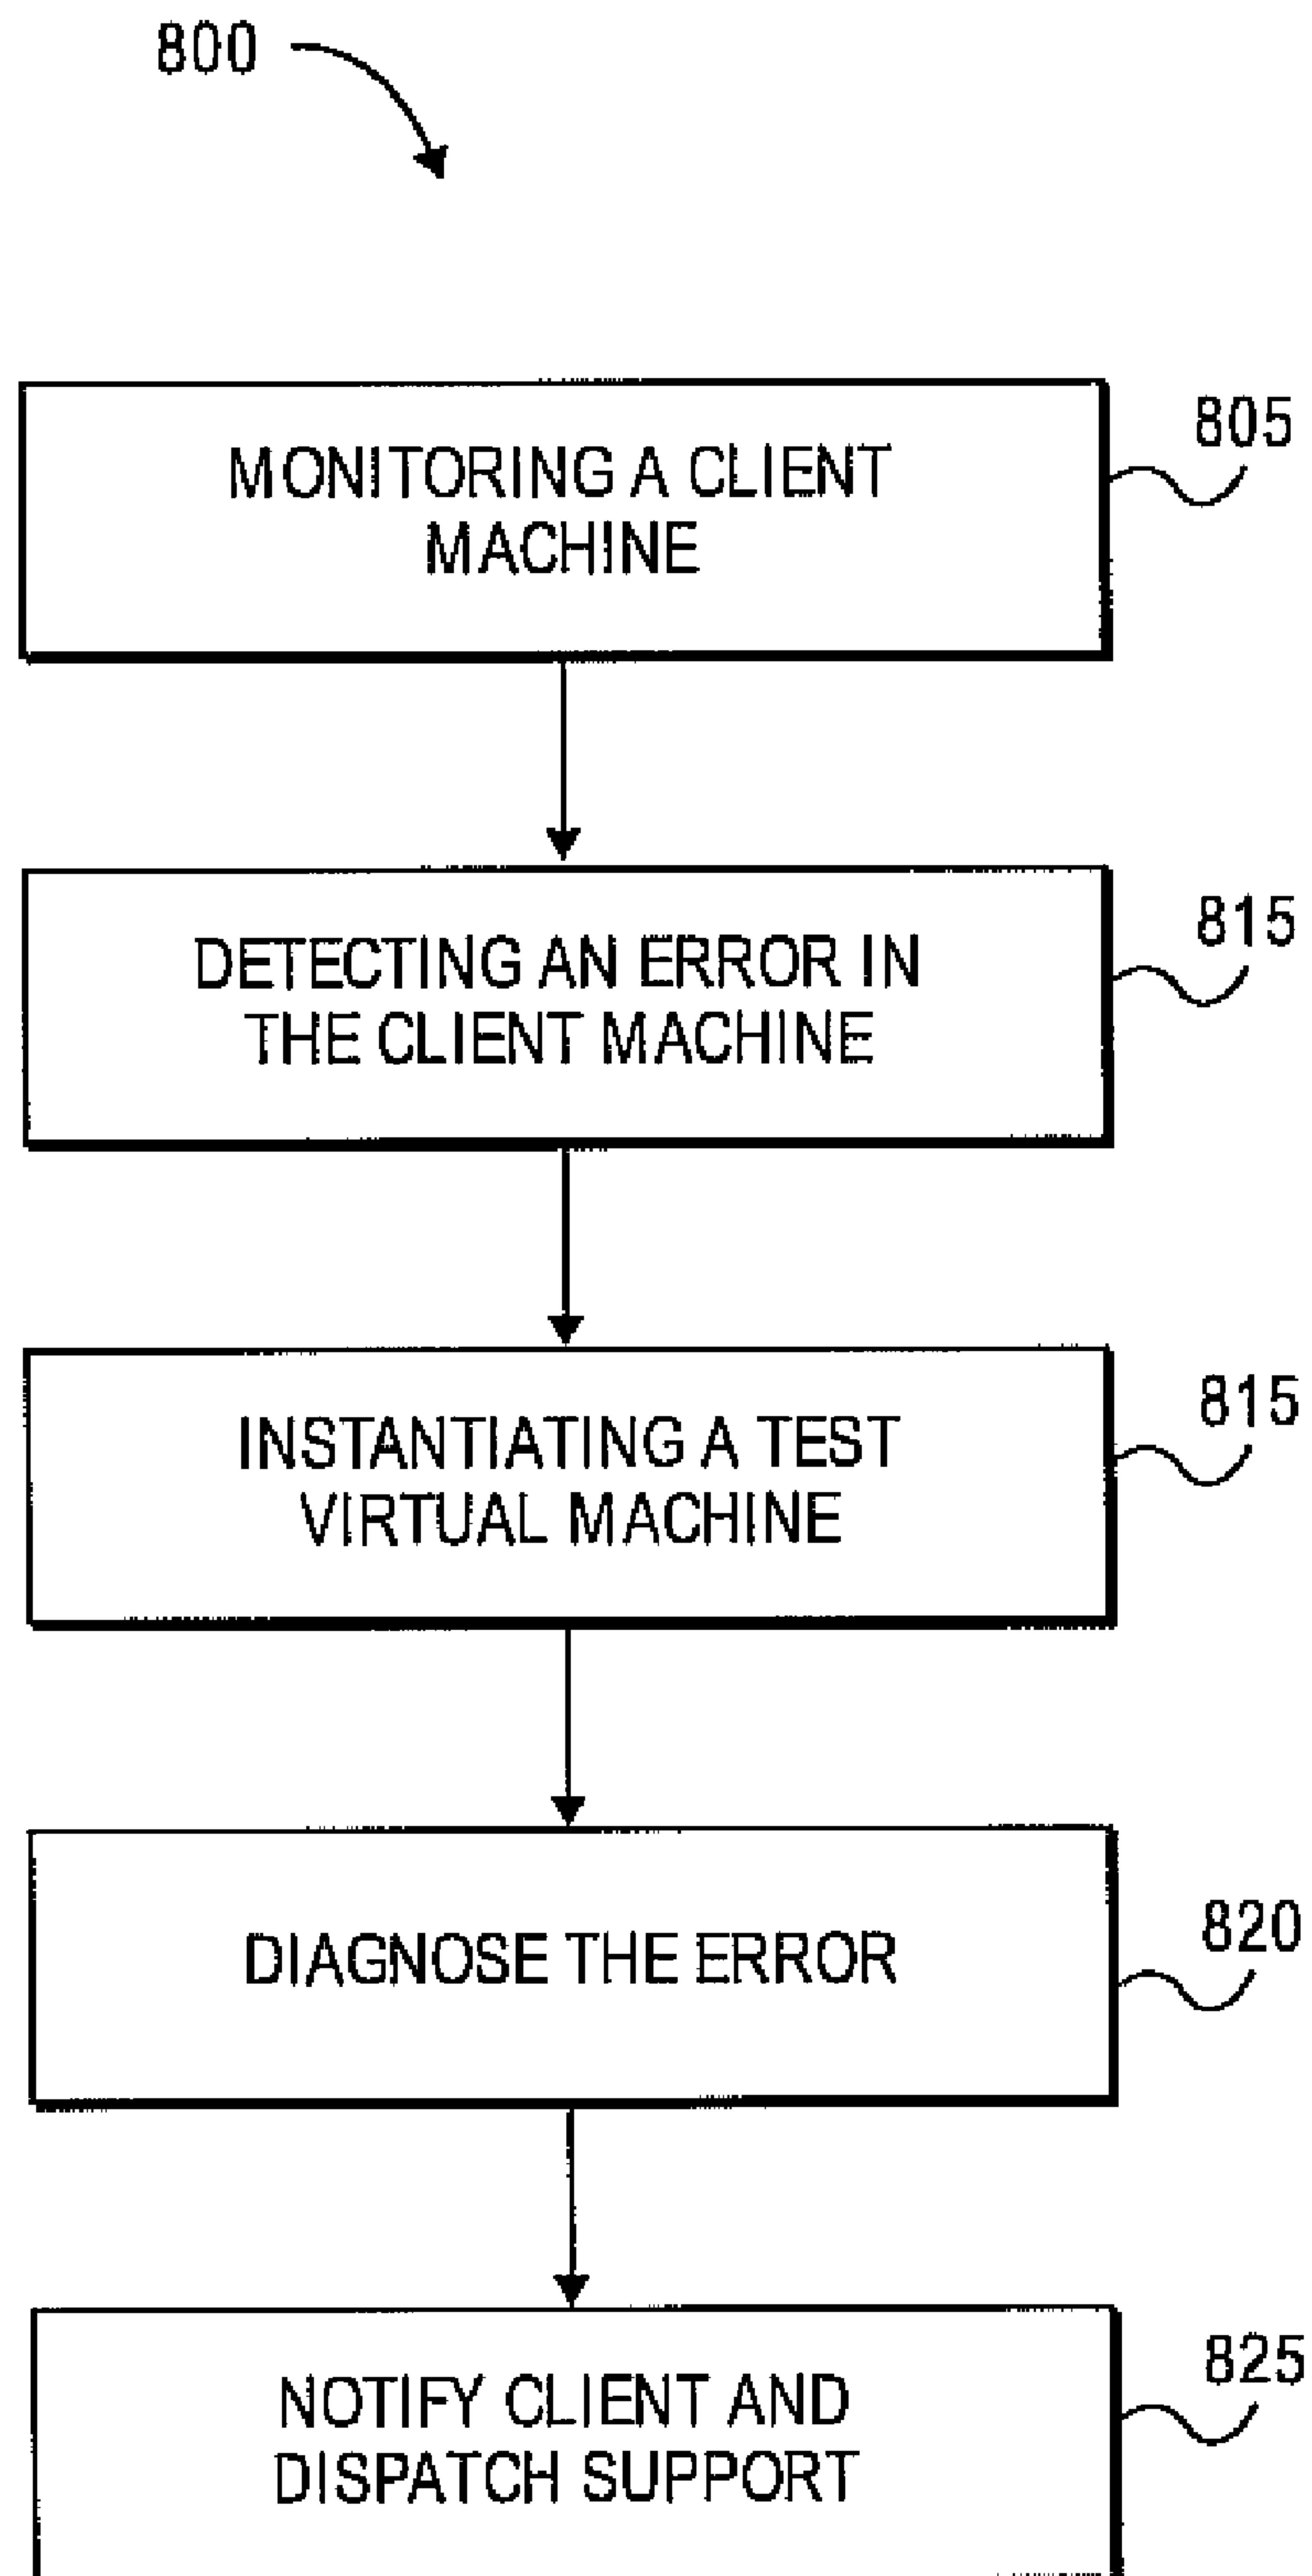 800
MONITORING A CLIENT
MACHINE
805
DETECTING AN ERROR IN
THE CLIENT MACHINE
815
INSTANTIATING A TEST
VIRTUAL MACHINE
815
DIAGNOSE THE ERROR
820
NOTIFY CLIENT AND
DISPATCH SUPPORT
825